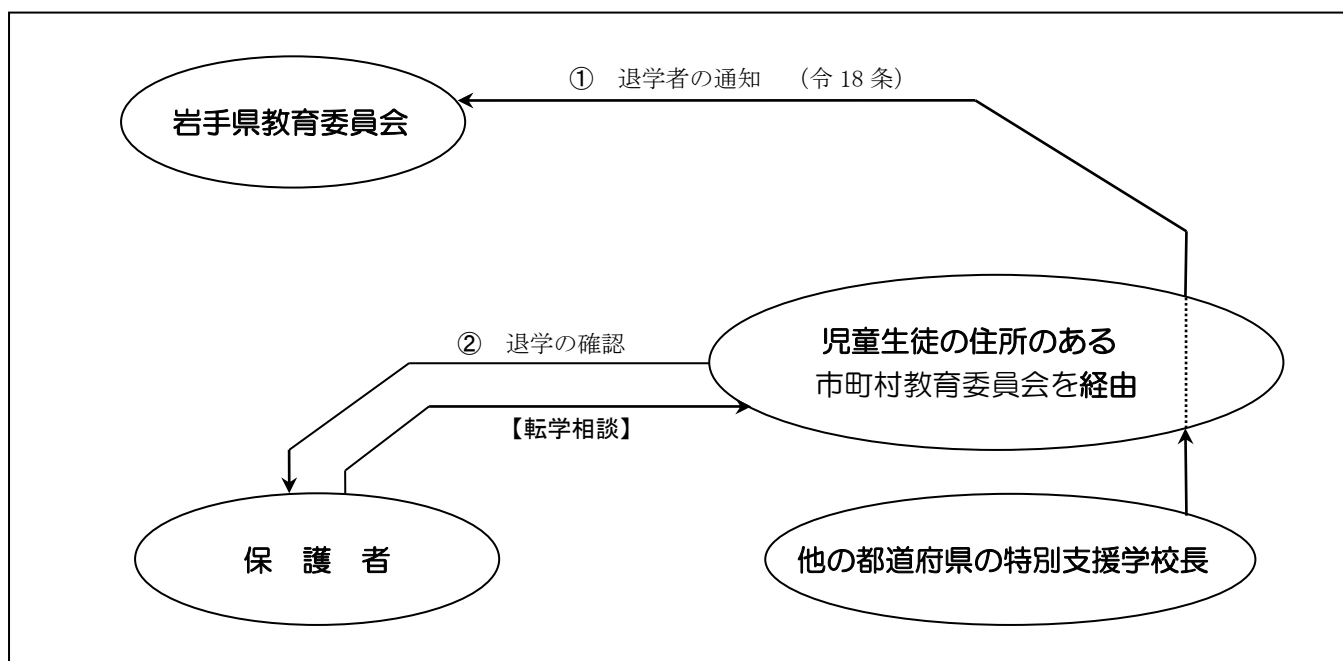 ① 退学者の通知 （令 18 条）
岩手県教育委員会
児童生徒の住所のある
市町村教育委員会を経由
② 退学の確認
【転学相談】
保 護 者
他の都道府県の特別支援学校長